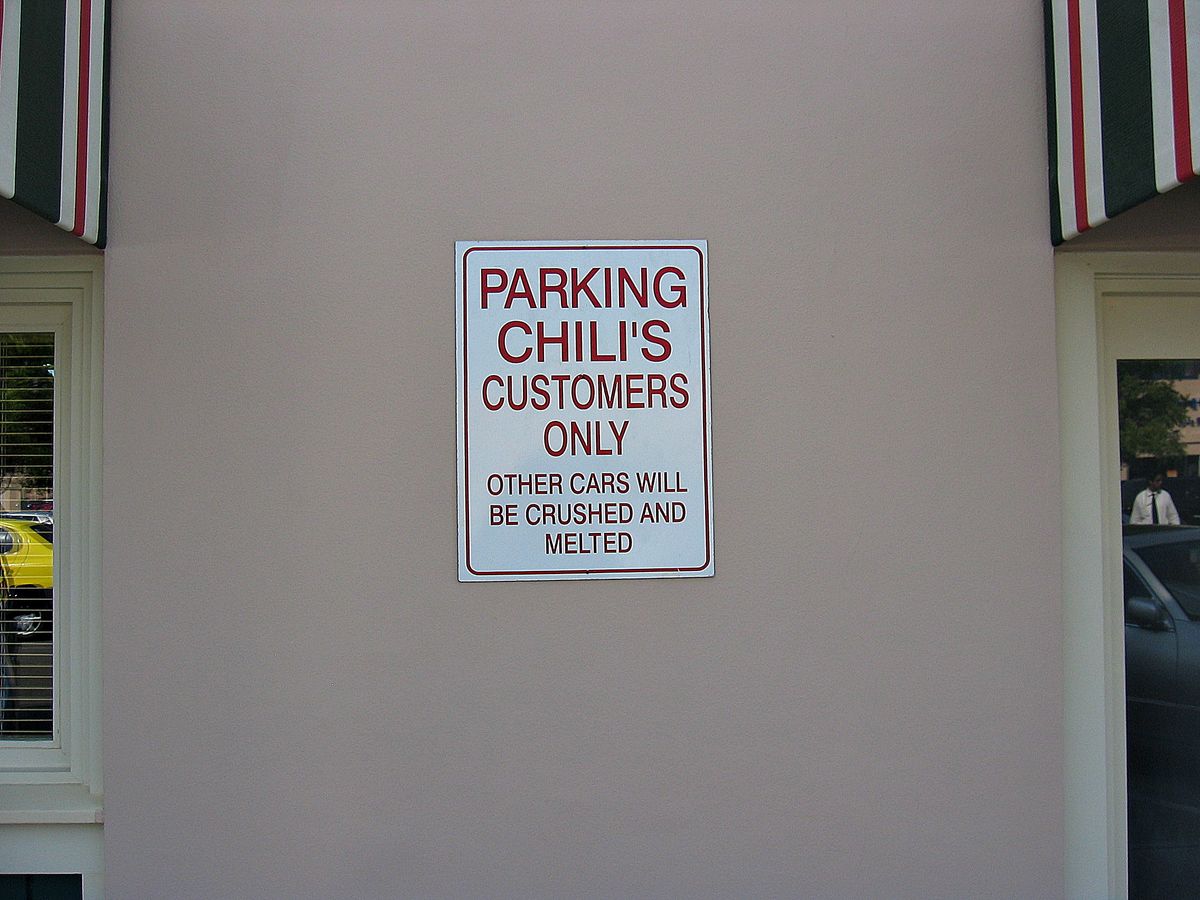 PARKING
CHILI'S
CUSTOMERS
ONLY
OTHER CARS WILL
BE CRUSHED AND
MELTED